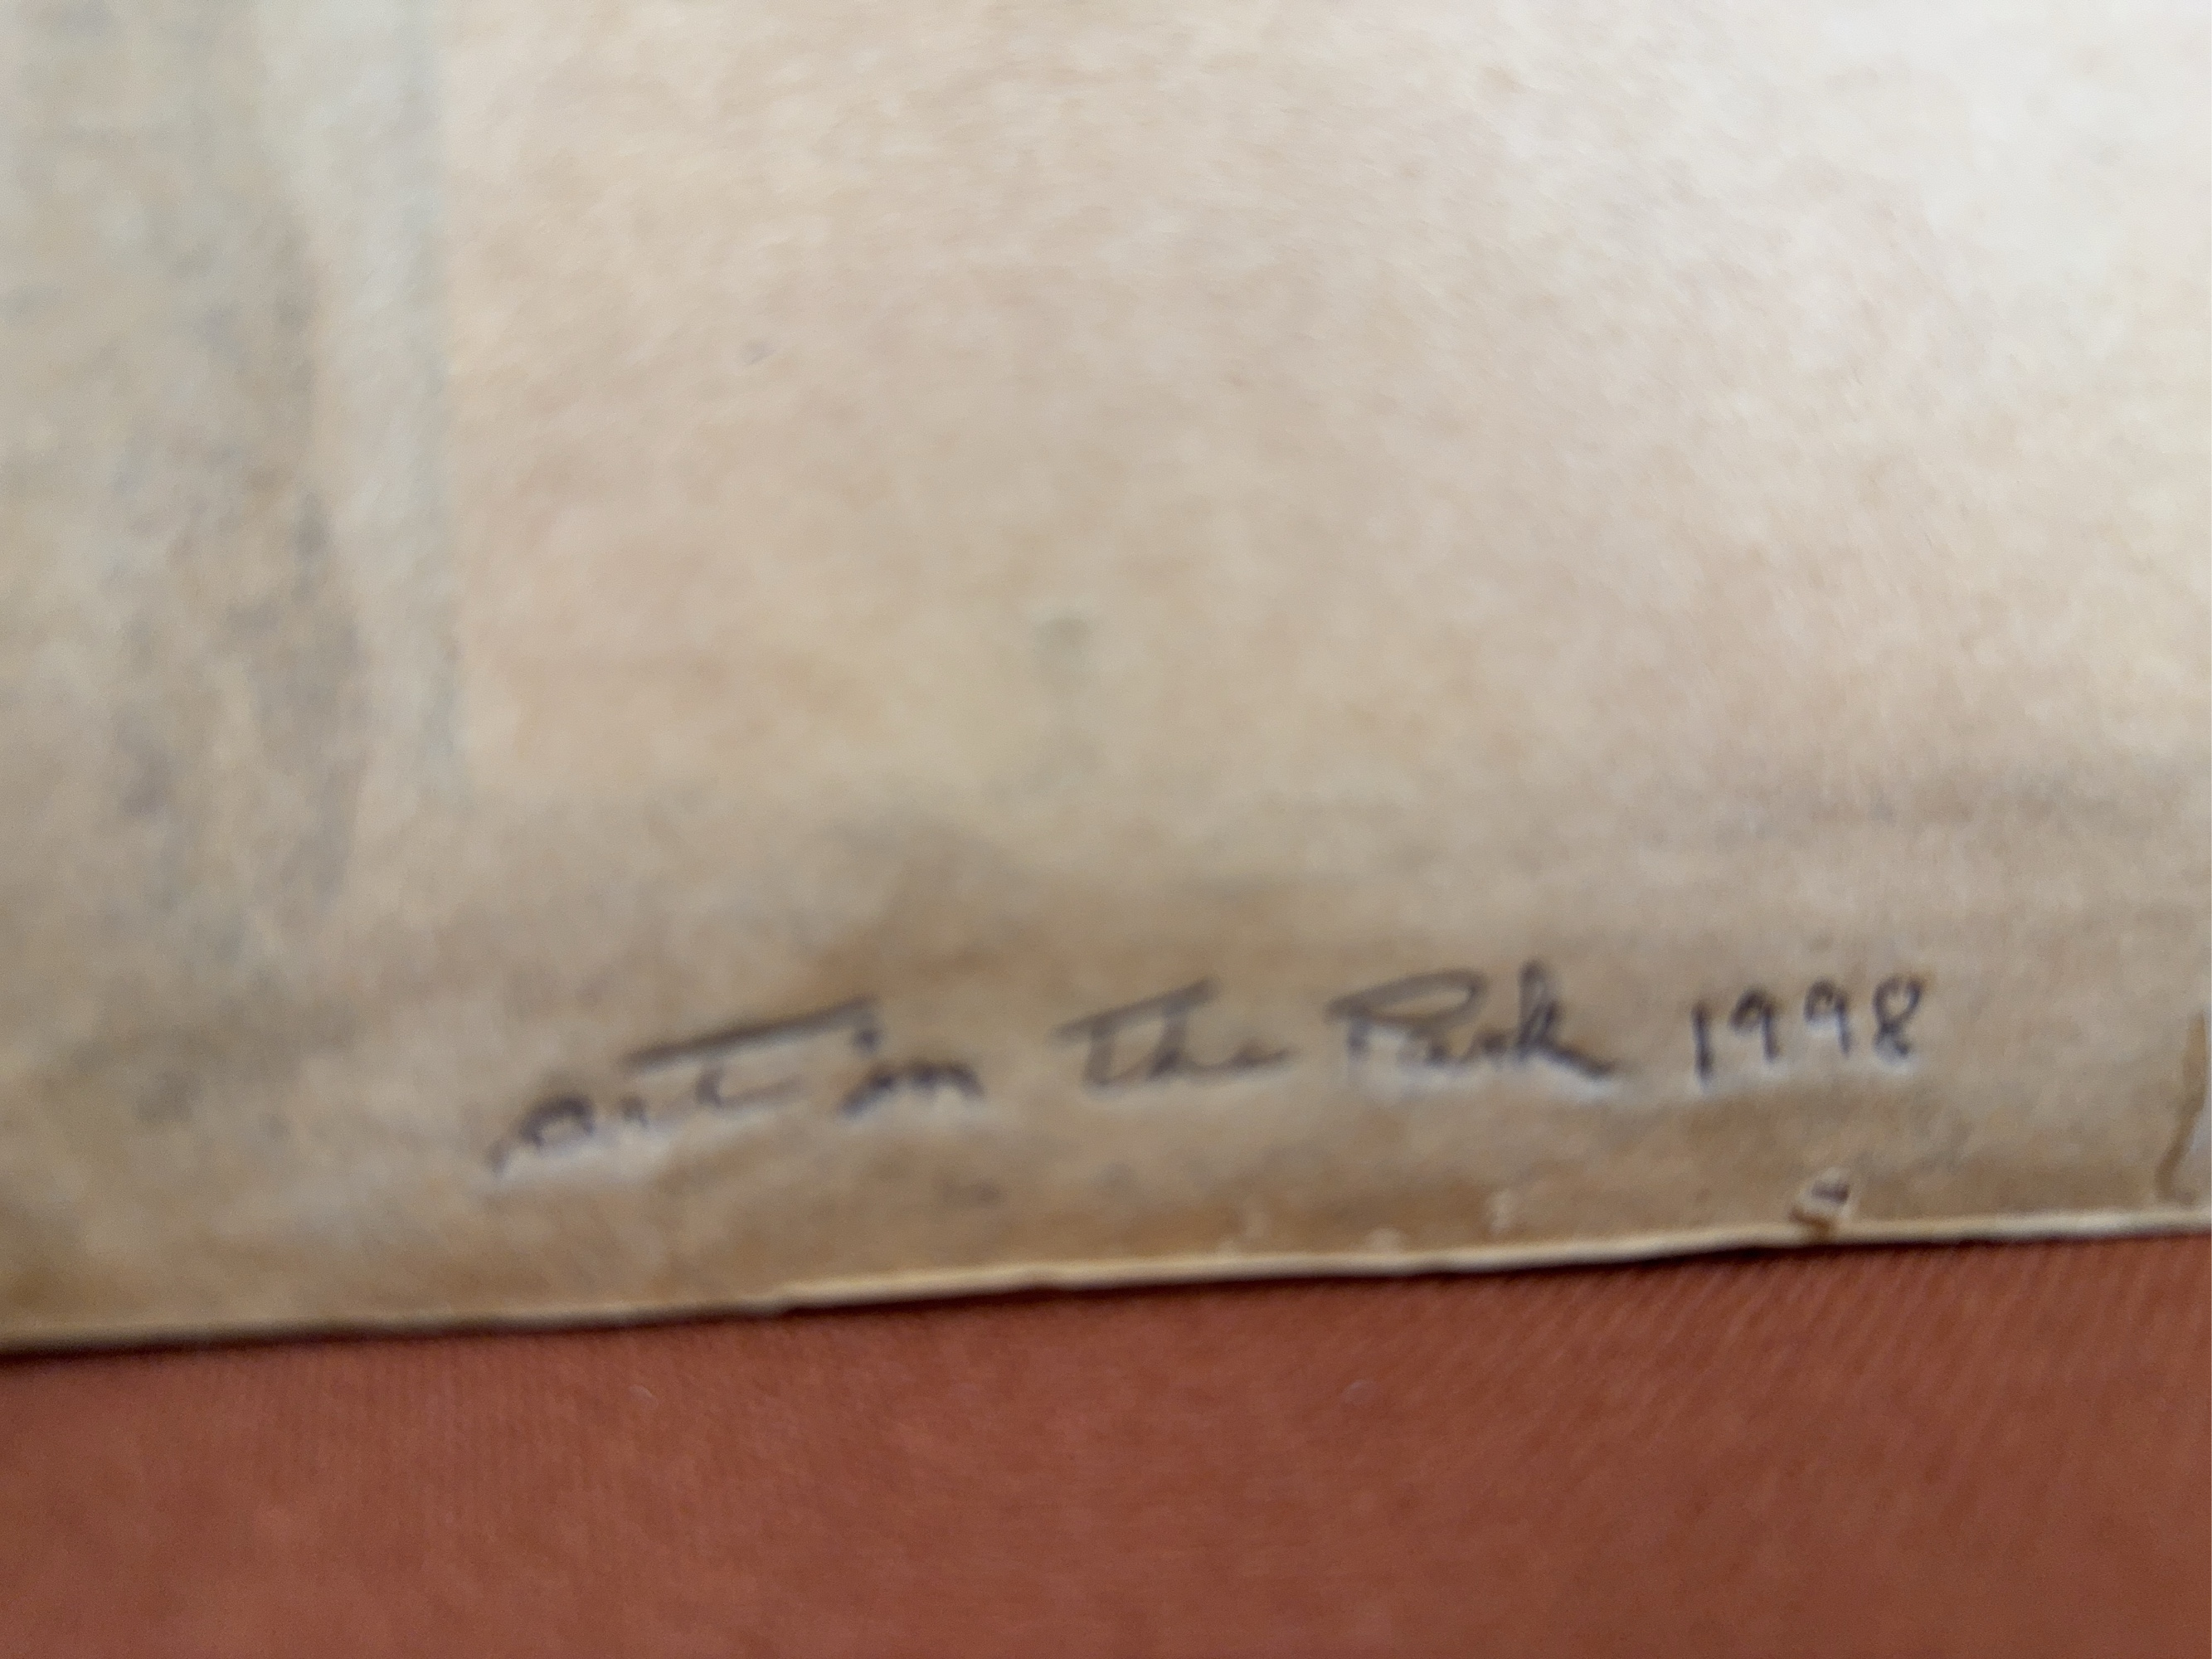 art in the Park 1998